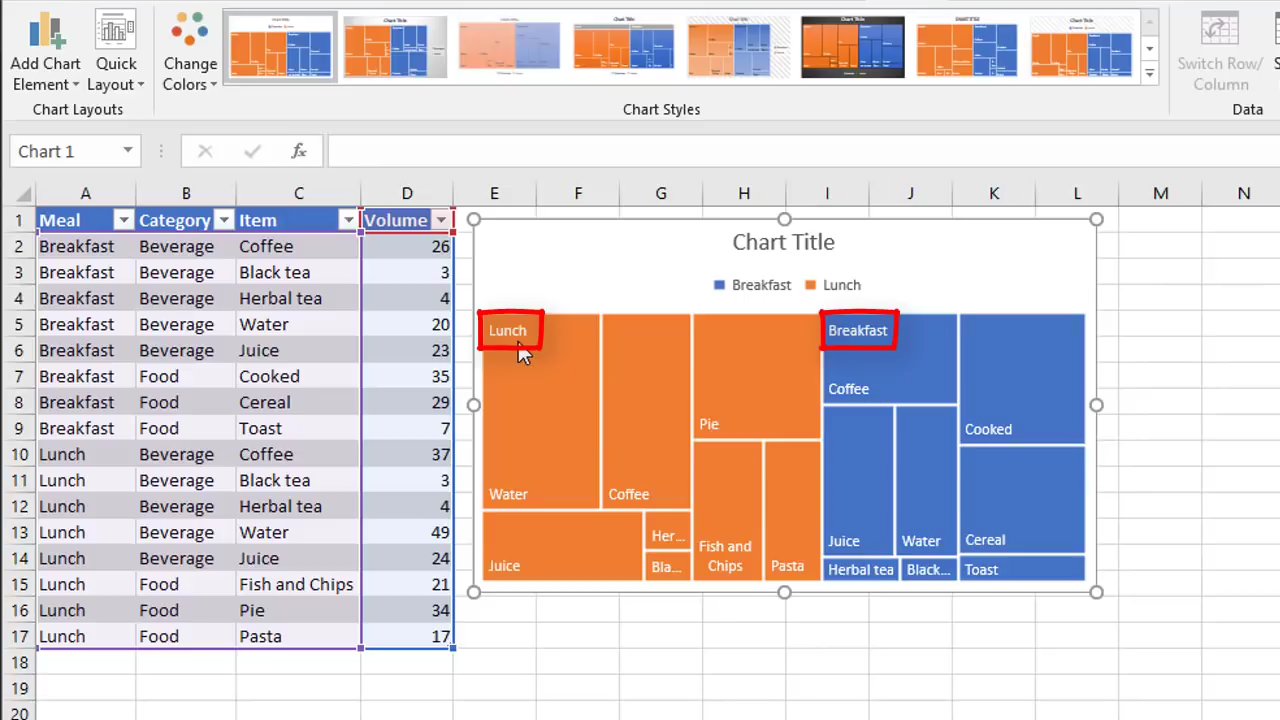 Add Chart
Element
Quick
Layout
Change
Colors
Switch Row/
Column
Chart Layouts
Chart Styles
Data
Chart 1
fx
A B C D E F G H I J K L M N
1 Meal Category Item Volume
2 Breakfast Beverage Coffee 26
3 Breakfast Beverage Black tea 3
4 Breakfast Beverage Herbal tea 4
5 Breakfast Beverage Water 20
6 Breakfast Beverage Juice 23
7 Breakfast Food Cooked 35
8 Breakfast Food Cereal 29
9 Breakfast Food Toast 7
10 Lunch Beverage Coffee 37
11 Lunch Beverage Black tea 3
12 Lunch Beverage Herbal tea 4
13 Lunch Beverage Water 49
14 Lunch Beverage Juice 24
15 Lunch Food Fish and Chips 21
16 Lunch Food Pie 34
17 Lunch Food Pasta 17
18
19
20
Chart Title
Breakfast Lunch
Lunch
Water
Coffee
Juice
Her...
Bla...
Pie
Fish and
Chips
Pasta
Breakfast
Coffee
Juice
Water
Herbal tea
Black...
Cooked
Cereal
Toast